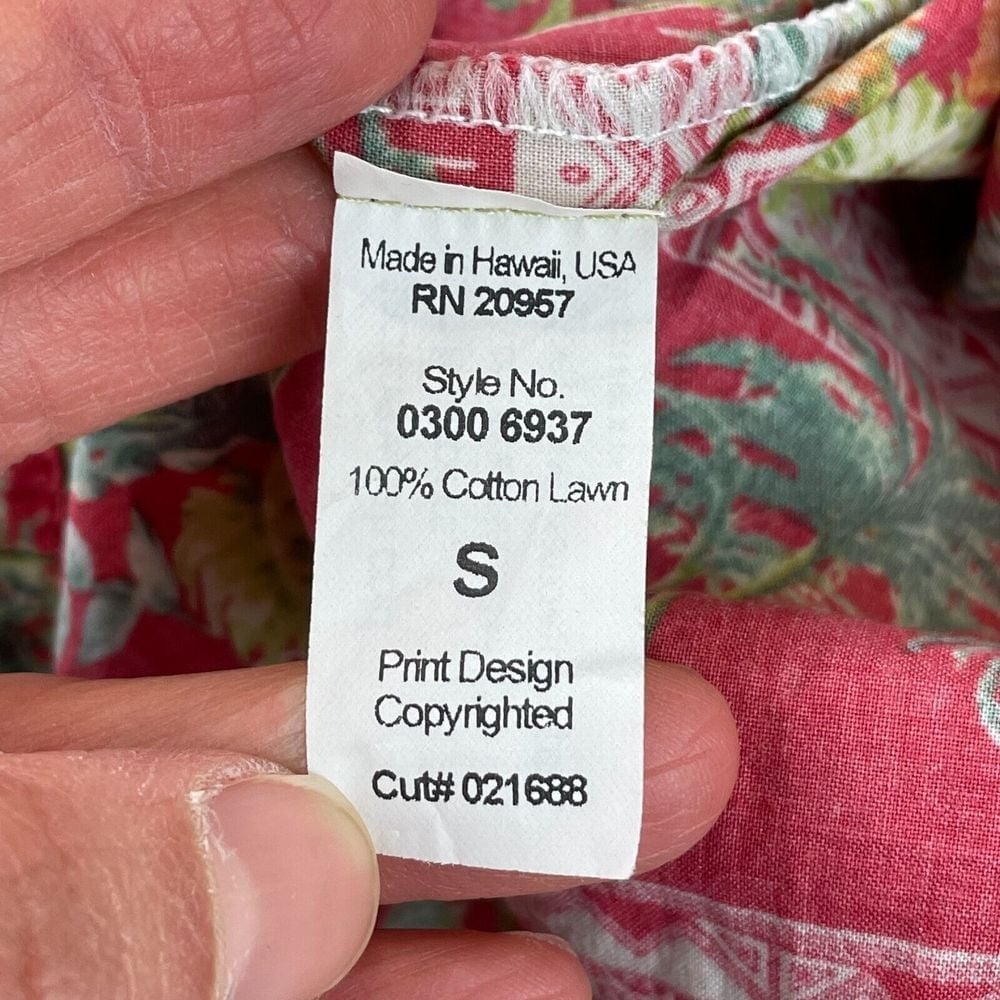 Made in Hawaii, USA
RN 20957
Style No.
0300 6937
100% Cotton Lawn
S
Print Design
Copyrighted
Cut# 021688